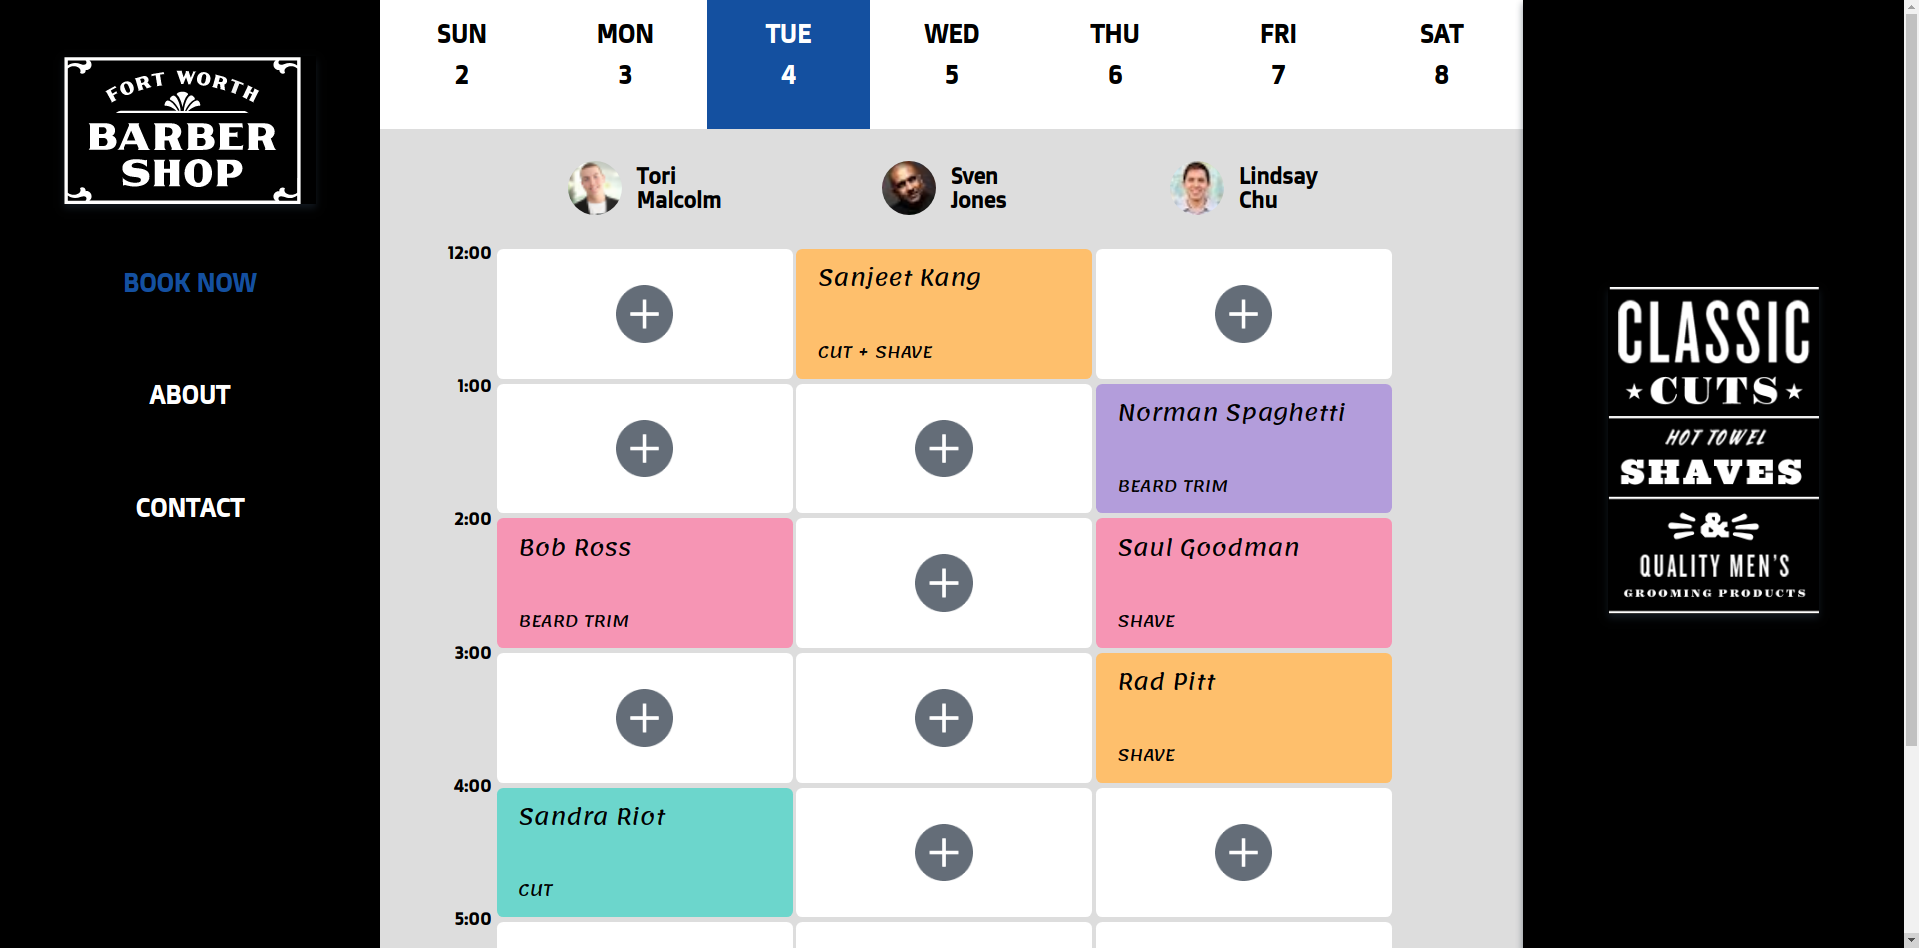 FORT WORTH
BARBER
SHOP
BOOK NOW
ABOUT
CONTACT
SUN MON TUE WED THU FRI SAT
2 3 4 5 6 7 8
Tori
Malcolm
Sven
Jones
Lindsay
Chu
12:00
Sanjeet Kang
CUT + SHAVE
1:00
Norman Spaghetti
BEARD TRIM
2:00
Bob Ross
BEARD TRIM
Saul Goodman
SHAVE
3:00
Rad Pitt
SHAVE
4:00
Sandra Riot
CUT
5:00
CLASSIC
CUTS
HOT TOWEL
SHAVES
&
QUALITY MEN'S
GROOMING PRODUCTS